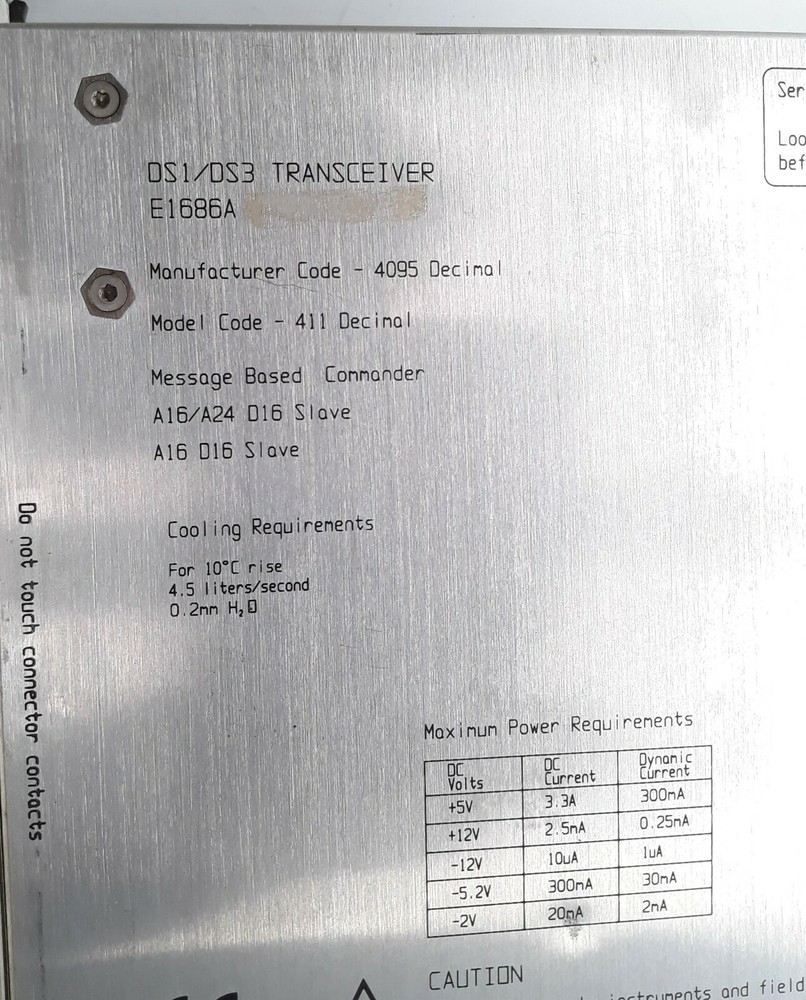 DS1/DS3 TRANSCEIVER
E1686A
Manufacturer Code - 4095 Decimal
Model Code - 411 Decimal
Message Based Commander
A16/A24 D16 Slave
A16 D16 Slave
Cooling Requirements
For 10°C rise
4.5 liters/second
0.2mm H₂O
Do not touch connector contacts
Maximum Power Requirements
DC Volts DC Current Dynamic Current
+5V 3.3A 300mA
+12V 2.5mA 0.25mA
-12V 10uA 1uA
-5.2V 300mA 30mA
-2V 20mA 2mA
CAUTION
instruments and field
Ser
Loo
bef